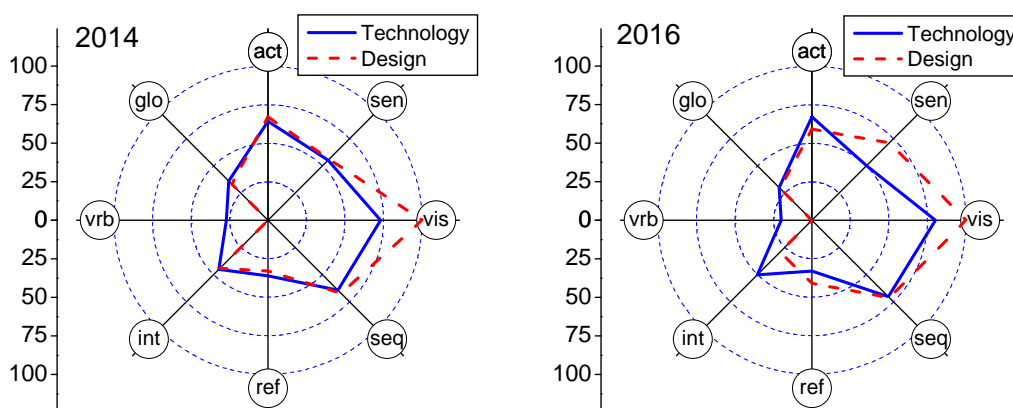 2014
Technology
Design
100
75
50
25
0
25
50
75
100
act
sen
vis
seq
ref
int
vrb
glo
2016
Technology
Design
100
75
50
25
0
25
50
75
100
act
sen
vis
seq
ref
int
vrb
glo